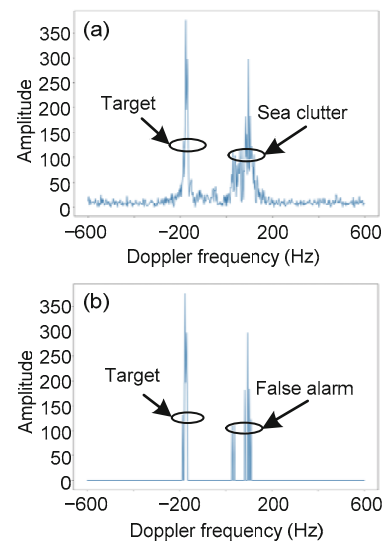 (a)
350
300
250
200
150
100
50
0
Amplitude
Target
Sea clutter
−600 −200 200 600
Doppler frequency (Hz)
(b)
350
300
250
200
150
100
50
0
Amplitude
Target
False alarm
−600 −200 200 600
Doppler frequency (Hz)